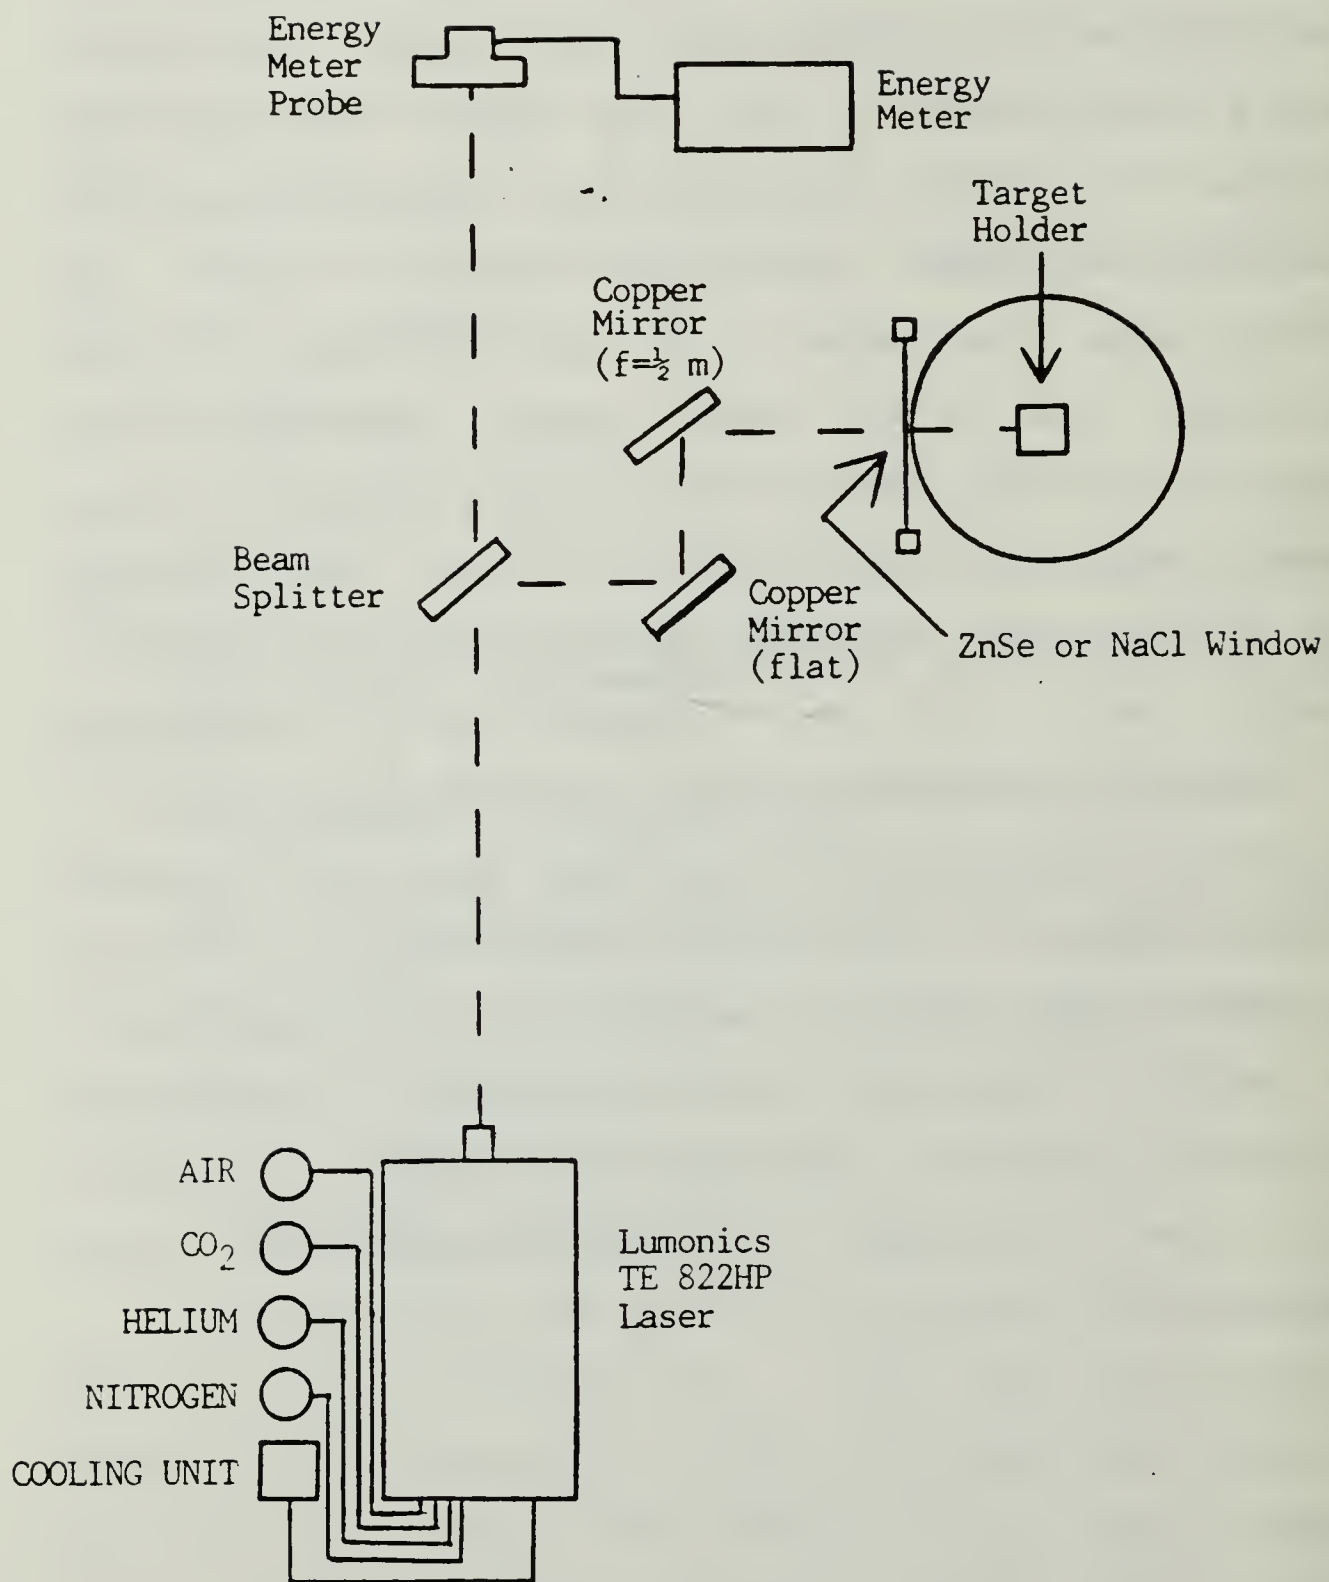 Energy
Meter
Probe
Energy
Meter
Target
Holder
Copper
Mirror
(f=½ m)
Beam
Splitter
Copper
Mirror
(flat)
ZnSe or NaCl Window
AIR
CO₂
HELIUM
NITROGEN
COOLING UNIT
Lumonics
TE 822HP
Laser